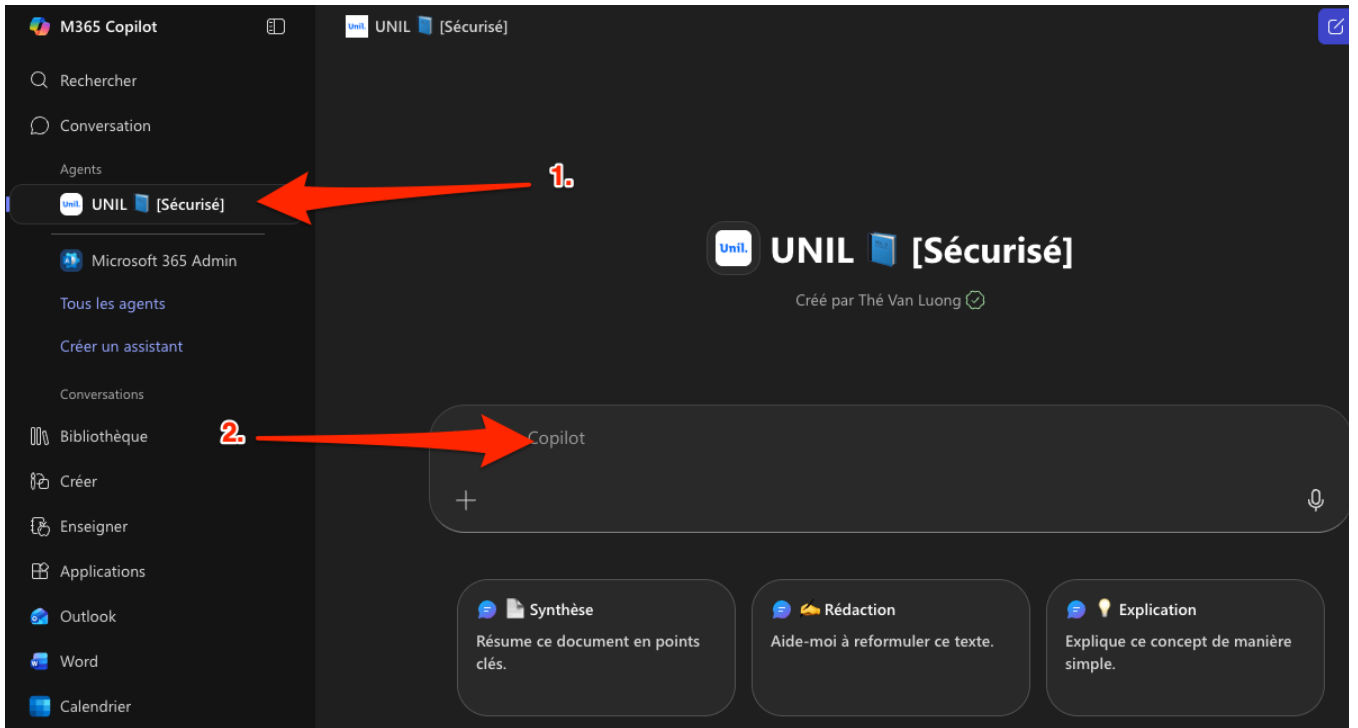 M365 Copilot
Rechercher
Conversation
Agents
Unil. UNIL 📘 [Sécurisé]
Microsoft 365 Admin
Tous les agents
Créer un assistant
Conversations
Bibliothèque
Créer
Enseigner
Applications
Outlook
Word
Calendrier
Unil. UNIL 📘 [Sécurisé]
1.
Unil. UNIL 📘 [Sécurisé]
Créé par Thé Van Luong
2.
Copilot
Synthèse
Résume ce document en points
clés.
Rédaction
Aide-moi à reformuler ce texte.
Explication
Explique ce concept de manière
simple.